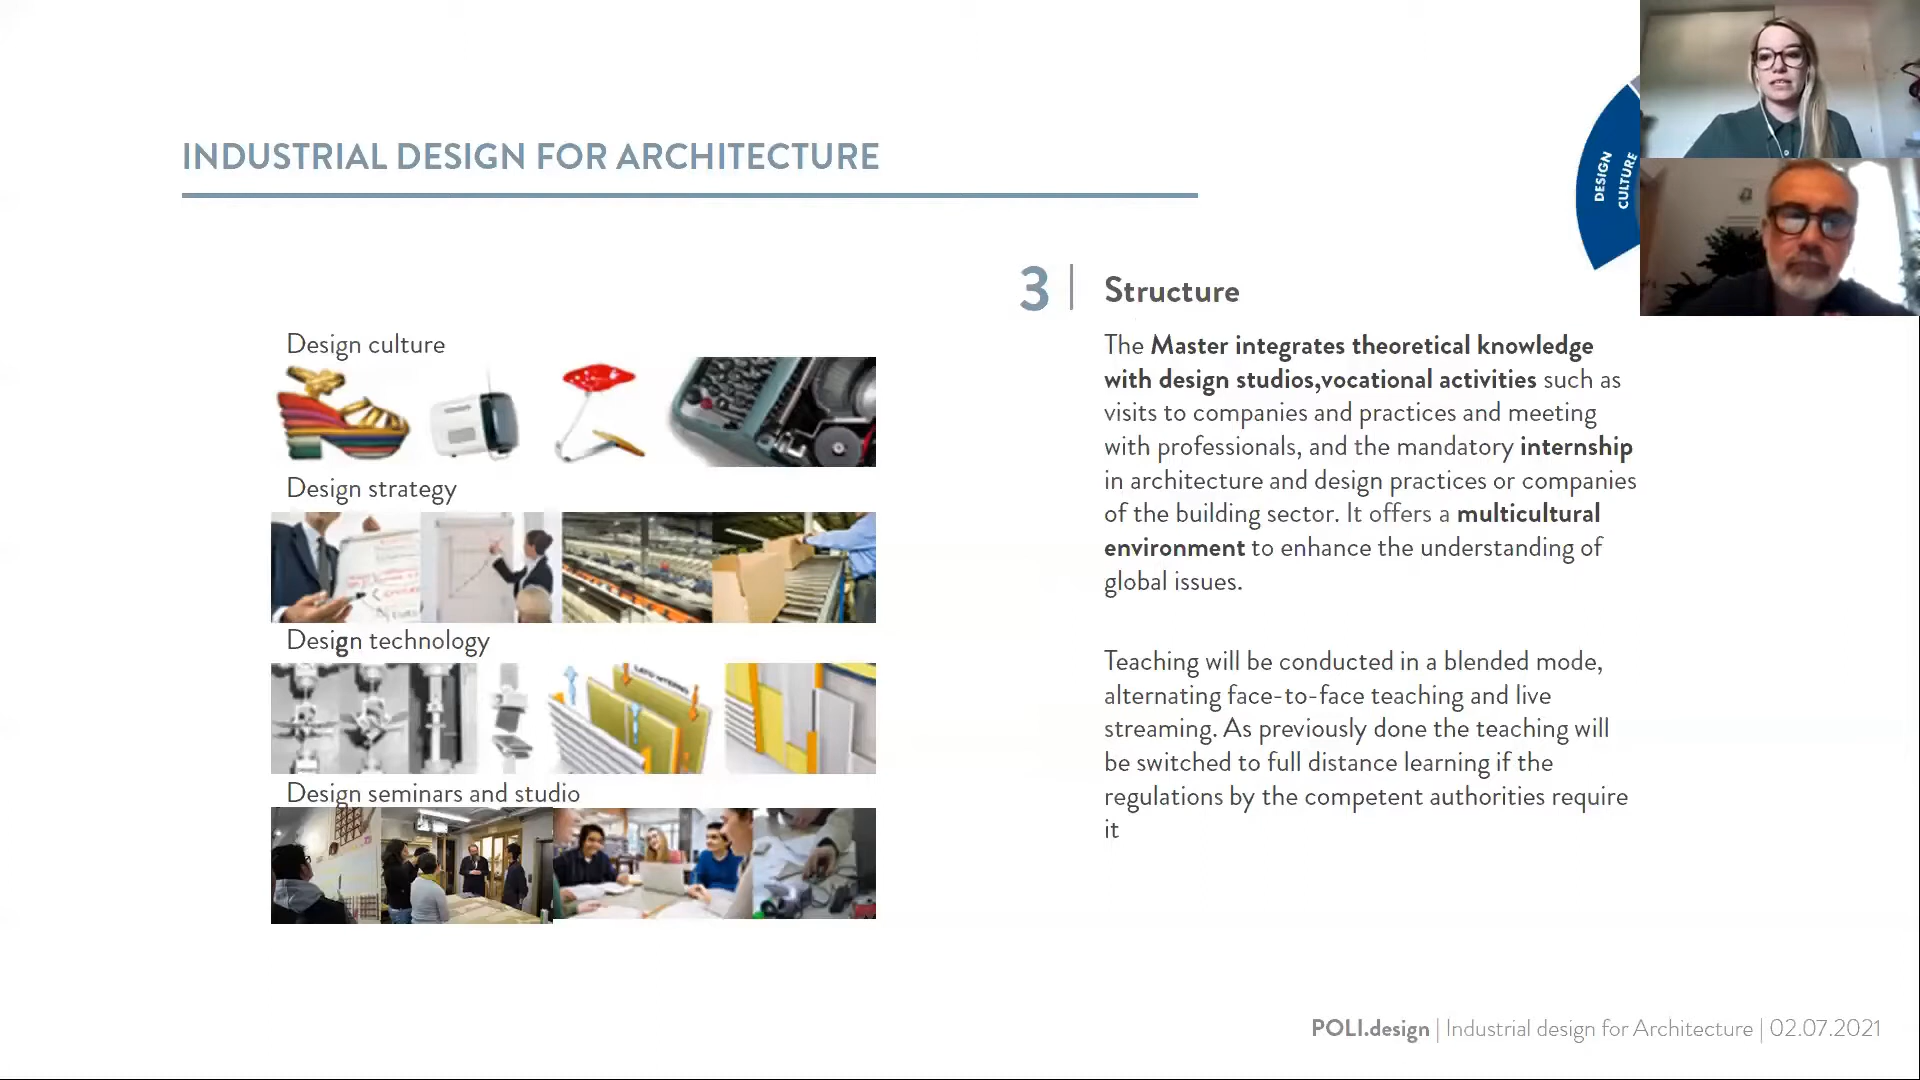 INDUSTRIAL DESIGN FOR ARCHITECTURE
DESIGN
CULTURE
3
Structure
Design culture
Design strategy
Design technology
Design seminars and studio
The Master integrates theoretical knowledge
with design studios,vocational activities such as
visits to companies and practices and meeting
with professionals, and the mandatory internship
in architecture and design practices or companies
of the building sector. It offers a multicultural
environment to enhance the understanding of
global issues.
Teaching will be conducted in a blended mode,
alternating face-to-face teaching and live
streaming. As previously done the teaching will
be switched to full distance learning if the
regulations by the competent authorities require
it
POLI.design | Industrial design for Architecture | 02.07.2021